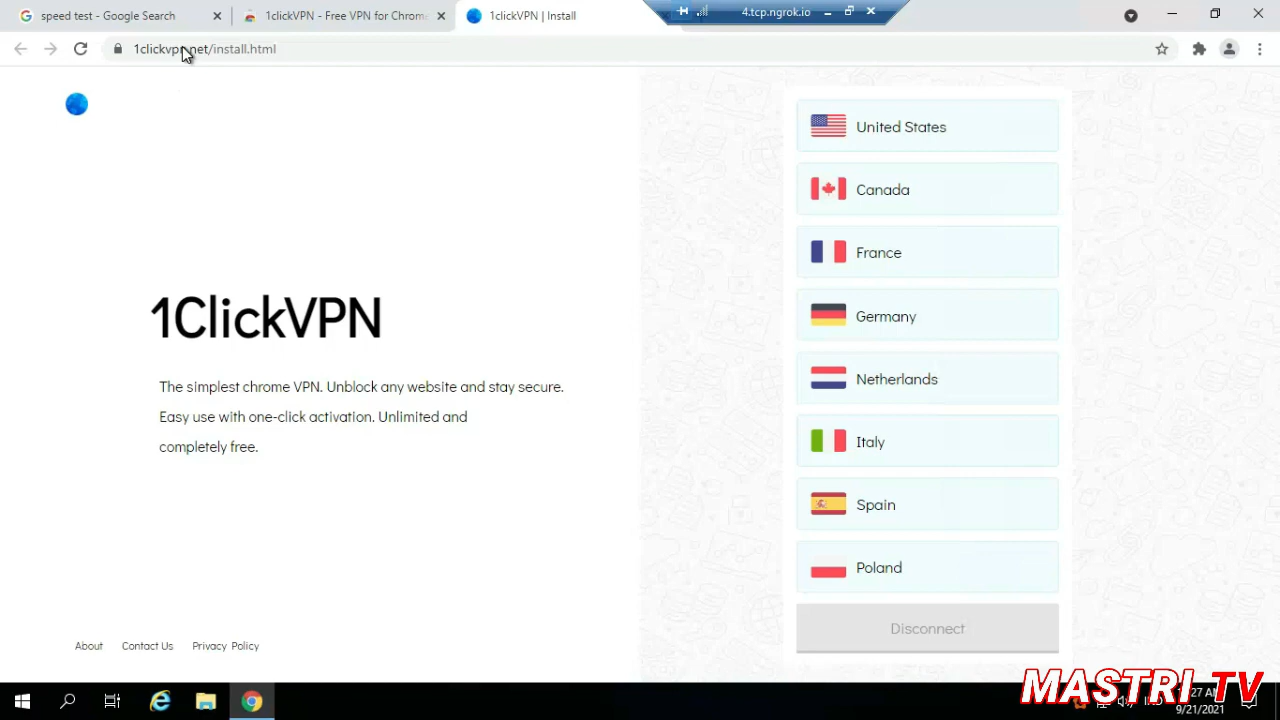 speed test - Google Search
1clickVPN - Free VPN for Chrom
1clickVPN | Install
4.tcp.ngrok.io
1clickvpn.net/install.html
1ClickVPN
The simplest chrome VPN. Unblock any website and stay secure.
Easy use with one-click activation. Unlimited and
completely free.
About
Contact Us
Privacy Policy
United States
Canada
France
Germany
Netherlands
Italy
Spain
Poland
Disconnect
MASTRI TV
9/21/2021